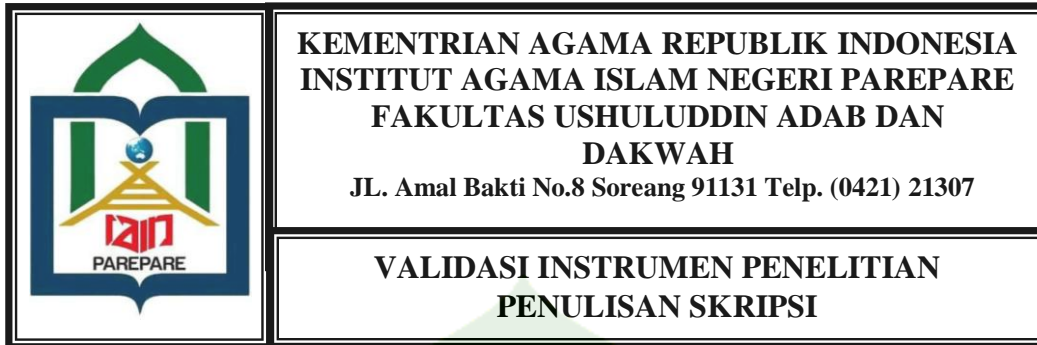 KEMENTRIAN AGAMA REPUBLIK INDONESIA
INSTITUT AGAMA ISLAM NEGERI PAREPARE
FAKULTAS USHULUDDIN ADAB DAN
DAKWAH
JL. Amal Bakti No.8 Soreang 91131 Telp. (0421) 21307
iain
PAREPARE
VALIDASI INSTRUMEN PENELITIAN
PENULISAN SKRIPSI